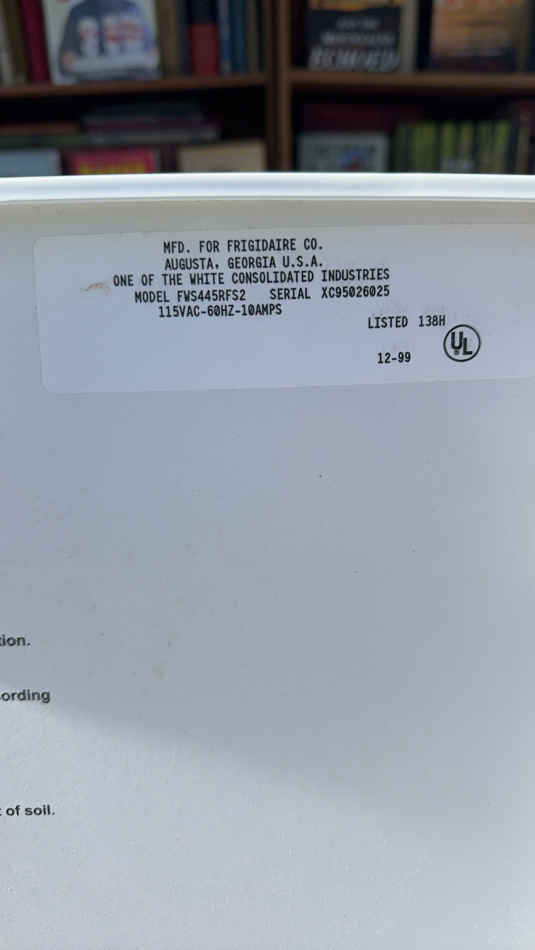 MFD. FOR FRIGIDAIRE CO.
AUGUSTA, GEORGIA U.S.A.
ONE OF THE WHITE CONSOLIDATED INDUSTRIES
MODEL FWS445RFS2 SERIAL XC95026025
115VAC-60HZ-10AMPS
LISTED 138H
UL
12-99
tion.
cording
t of soil.